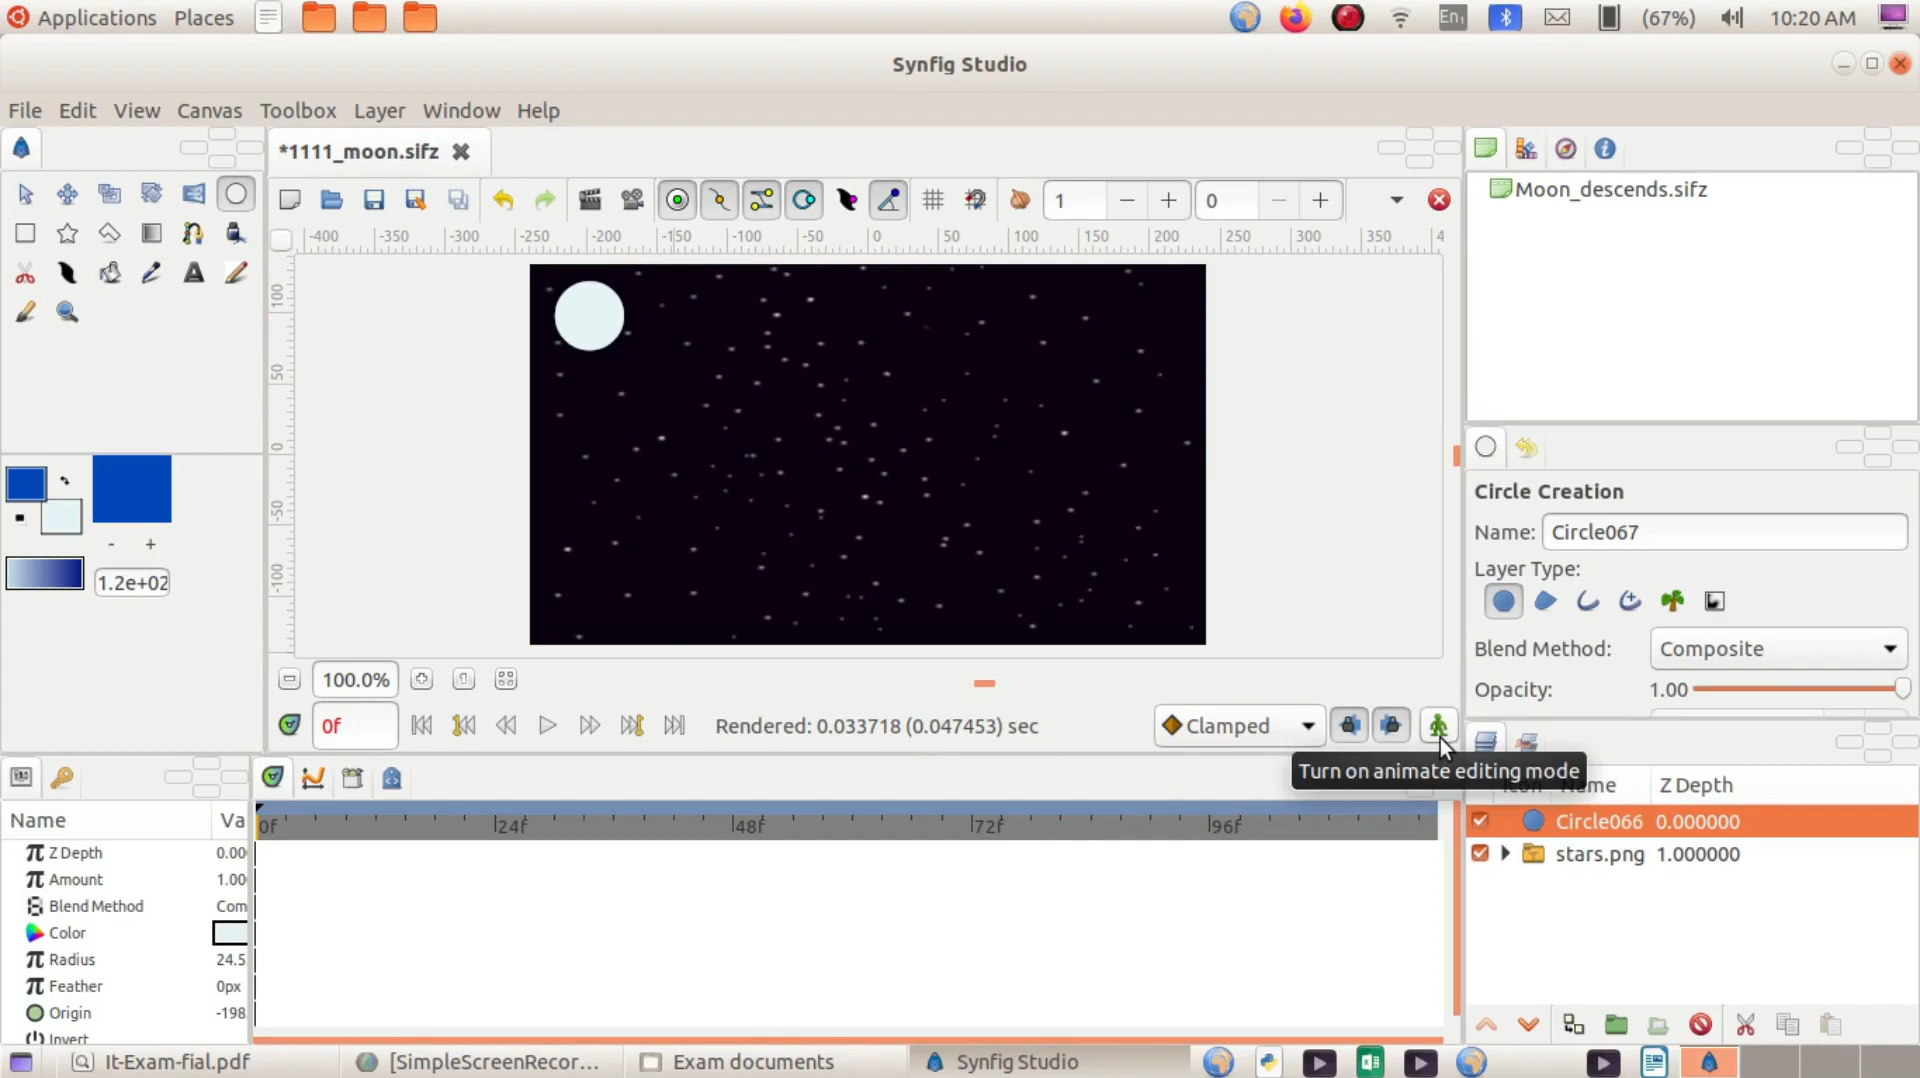 Applications Places En1 (67%) 10:20 AM
Synfig Studio
File Edit View Canvas Toolbox Layer Window Help
*1111_moon.sifz
1 0
Moon_descends.sifz
-400 -350 -300 -250 -200 -150 -100 -50 0 50 100 150 200 250 300 350 4
100
50
0
-50
-100
Circle Creation
Name: Circle067
Layer Type:
Blend Method: Composite
Opacity: 1.00
1.2e+02
100.0%
0f Rendered: 0.033718 (0.047453) sec Clamped
Turn on animate editing mode
Name Z Depth
Circle066 0.000000
stars.png 1.000000
Name Va
Z Depth 0.00
Amount 1.00
Blend Method Com
Color
Radius 24.5
Feather 0px
Origin -198
Invert
0f 24f 48f 72f 96f
It-Exam-fial.pdf [SimpleScreenRecor... Exam documents Synfig Studio